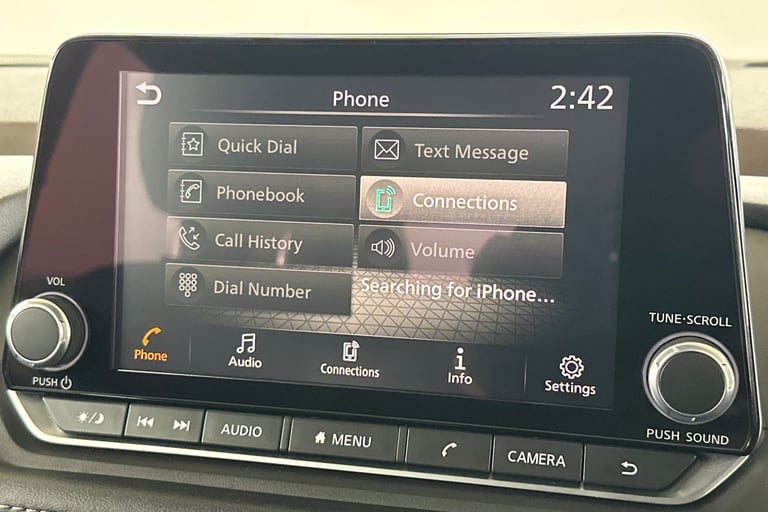 Phone
2:42
Quick Dial
Text Message
Phonebook
Connections
Call History
Volume
Dial Number
Searching for iPhone...
Phone
Audio
Connections
Info
Settings
VOL
PUSH
TUNE·SCROLL
PUSH SOUND
AUDIO
MENU
CAMERA